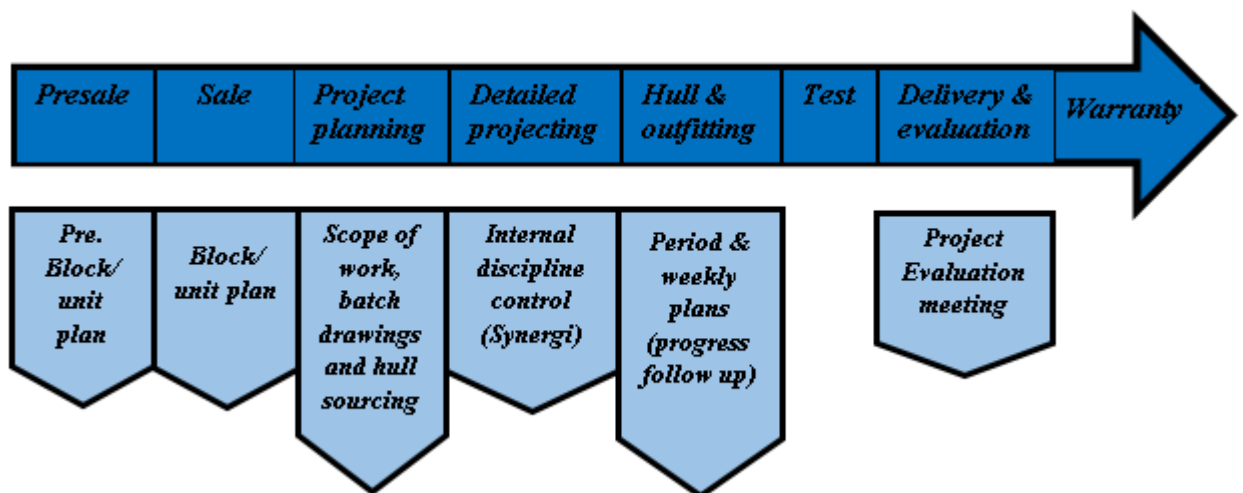 Presale
Sale
Project
planning
Detailed
projecting
Hull &
outfitting
Test
Delivery &
evaluation
Warranty
Pre.
Block/
unit
plan
Block/
unit plan
Scope of
work,
batch
drawings
and hull
sourcing
Internal
discipline
control
(Synergi)
Period &
weekly
plans
(progress
follow up)
Project
Evaluation
meeting